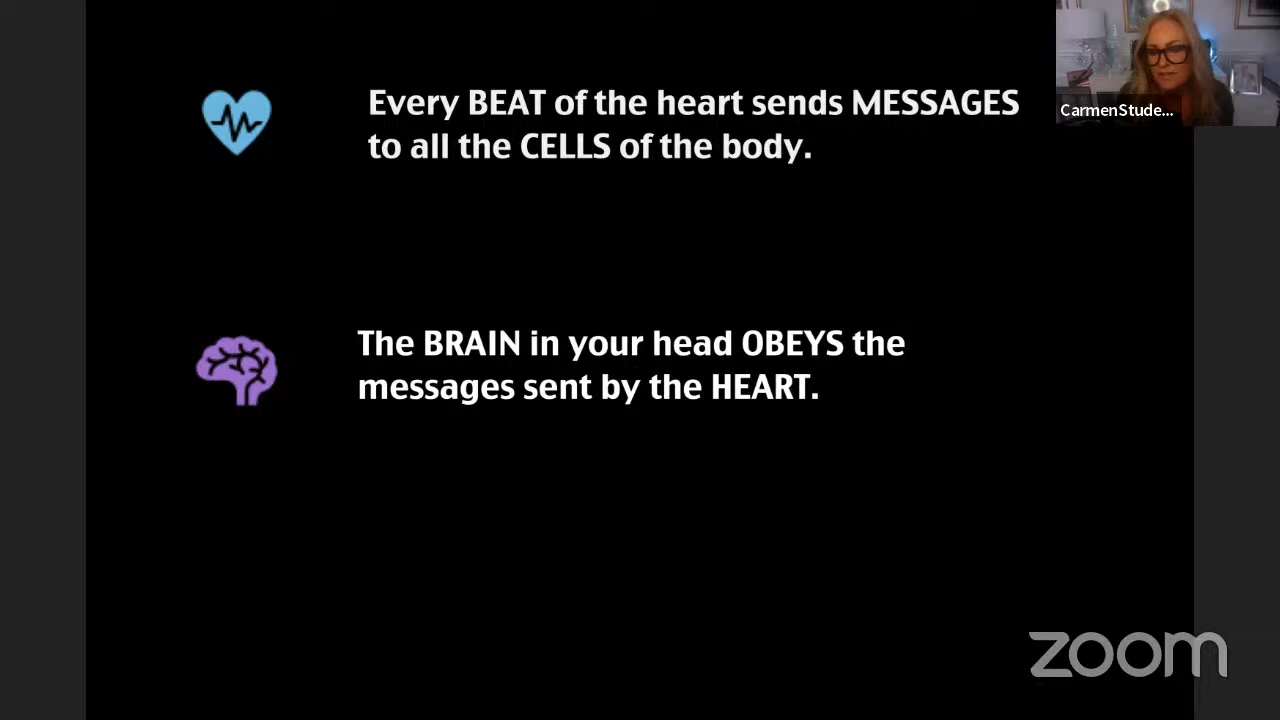 Every BEAT of the heart sends MESSAGES
to all the CELLS of the body.
CarmenStude...
The BRAIN in your head OBEYS the
messages sent by the HEART.
zoom